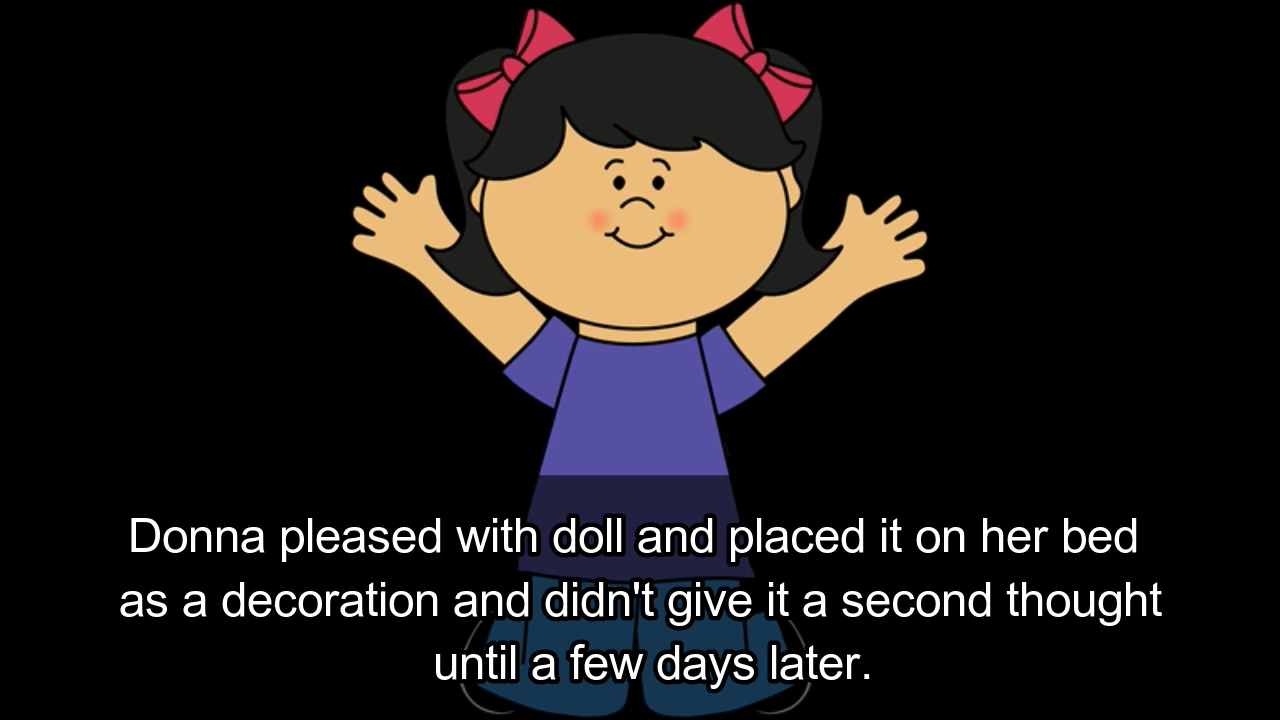 Donna pleased with doll and placed it on her bed
as a decoration and didn't give it a second thought
until a few days later.